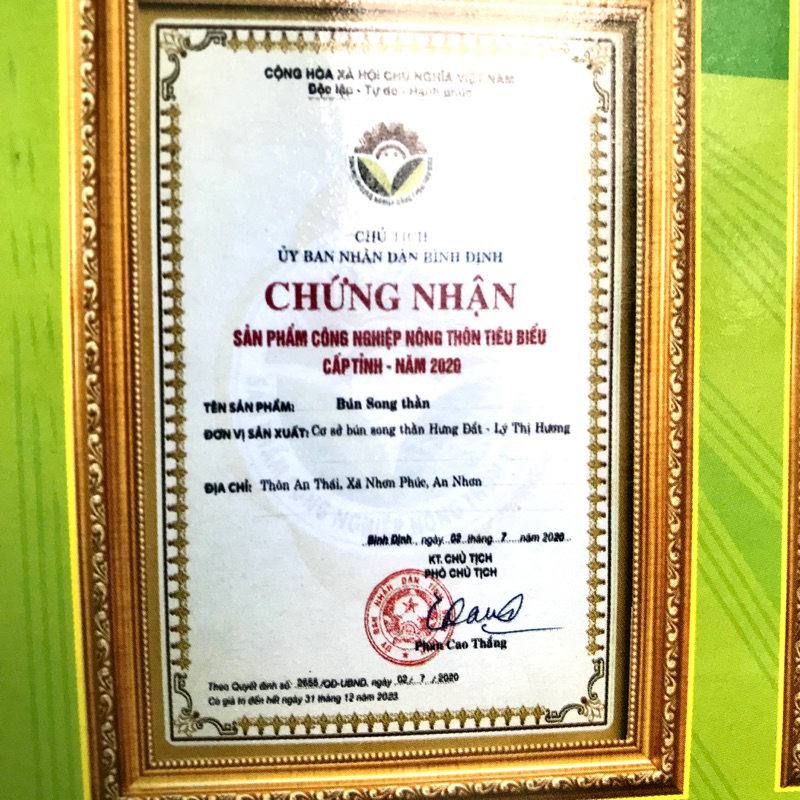 CỘNG HÒA XÃ HỘI CHỦ NGHĨA VIỆT NAM
Độc lập - Tự do - Hạnh phúc
CHỦ TỊCH
ỦY BAN NHÂN DÂN BÌNH ĐỊNH
CHỨNG NHẬN
SẢN PHẨM CÔNG NGHIỆP NÔNG THÔN TIÊU BIỂU
CẤP TỈNH - NĂM 2020
TÊN SẢN PHẨM: Bún Song thần
ĐƠN VỊ SẢN XUẤT: Cơ sở bún song thần Hưng Đất - Lý Thị Hương
ĐỊA CHỈ: Thôn An Thái, Xã Nhơn Phúc, An Nhơn
Bình Định, ngày 02 tháng 7 năm 2020
KT. CHỦ TỊCH
PHÓ CHỦ TỊCH
Phan Cao Thắng
Theo Quyết định số: 2655/QĐ-UBND, ngày 02/7/2020
Có giá trị đến hết ngày 31 tháng 12 năm 2023